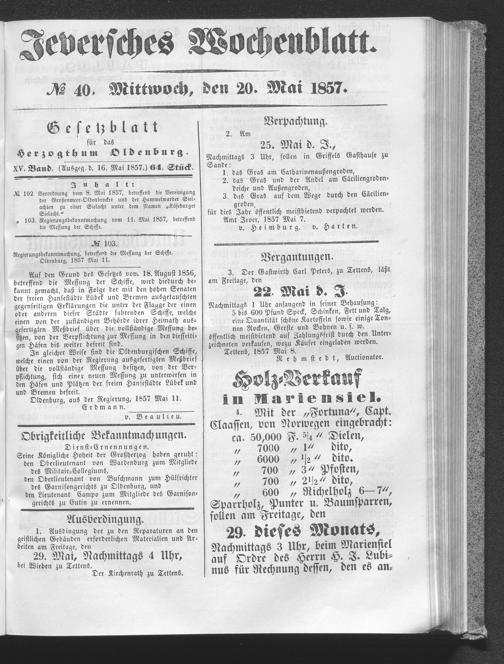 Jeversches Wochenblatt.
№ 40. Mittwoch, den 20. Mai 1857.
Gesetzblatt
für das
Herzogthum Oldenburg.
XV. Band. (Ausgeg. d. 16. Mai 1857.) 64. Stück.
Inhalt:
№ 102 Verordnung vom 8. Mai 1857, betreffend die Vereinigung
der Großenmeer-Oldenbrocker und der Hammelwarder Siel-
achten zu einer Sielacht unter dem Namen „Käseburger
Sielacht."
„ 103. Regierungsbekanntmachung vom 11. Mai 1857, betreffend
die Messung der Schiffe.
№ 103.
Regierungsbekanntmachung, betreffend die Messung der Schiffe.
Oldenburg, 1857 Mai 11.
Auf den Grund des Gesetzes vom 18. August 1856,
betreffend die Messung der Schiffe, wird hiedurch be-
kannt gemacht, daß in Folge der mit den hohen Senaten
der freien Hansestädte Lübeck und Bremen ausgetauschten
gegenseitigen Erklärungen die unter der Flagge der einen
oder anderen dieser Städte fahrenden Schiffe, welche
einen von der zuständigen Behörde ihrer Heimath aus-
gefertigten Meßbrief über die vollständige Messung be-
sitzen, von der Verpflichtung zur Messung in den diesseiti-
gen Häfen bis weiter befreit sind.
In gleicher Weise sind die Oldenburgischen Schiffe,
welche einen von der Regierung ausgefertigten Meßbrief
über die vollständige Messung besitzen, von der Ver-
pflichtung, sich einer neuen Messung zu unterwerfen in
den Häfen und Plätzen der freien Hansestädte Lübeck und
Bremen befreit.
Oldenburg, aus der Regierung, 1857 Mai 11.
Erdmann.
v. Beaulieu.
Obrigkeitliche Bekanntmachungen.
Dienst-Ernennungen.
Seine Königliche Hoheit der Großherzog haben geruht:
den Oberlieutenant von Wardenburg zum Mitgliede
des Militair-Collegiums,
den Oberlieutenant von Buschmann zum Hülfsrichter
des Garnisongerichts zu Oldenburg, und
den Lieutenant Campo zum Mitgliede des Garnison-
gerichts zu Eutin zu ernennen.
Ausverdingung.
1. Ausdingung der zu den Reparaturen an den
geistlichen Gebäuden erforderlichen Materialien und Ar-
beiten am Freitage, den
29. Mai, Nachmittags 4 Uhr,
bei Wieben zu Tettens.
Der Kirchenrath zu Tettens.
Verpachtung.
2. Am
25. Mai d. J.,
Nachmittags 3 Uhr, sollen in Griffels Gasthause zu
Sande:
1. das Gras am Catharinenaußengroden,
2. das Gras und der Andel am Cäciliengroden-
deiche und Außengroden,
3. das Gras auf dem Wege durch den Cäcilien-
groden,
für dies Jahr öffentlich meistbietend verpachtet werden.
Amt Jever, 1857 Mai 7.
v. Heimburg. v. Harten.
Vergantungen.
3. Der Gastwirth Carl Peters, zu Tettens, läßt
am Freitage, den
22. Mai d. J.
Nachmittags 1 Uhr anfangend in seiner Behausung:
5 bis 600 Pfund Speck, Schinken, Fett und Talg,
eine Quantität schöne Kartoffeln sowie einige Ton-
nen Rocken, Gerste und Bohnen u. s. w.
öffentlich meistbietend auf Zahlungsfrist durch den Unter-
zeichneten verkaufen, wozu Käufer eingeladen werden.
Tettens, 1857 Mai 8.
Rehmstedt, Auctionator.
Holz-Verkauf
in Mariensiel.
4. Mit der „Fortuna", Capt.
Claassen, von Norwegen eingebracht:
ca. 50,000 F. 5/4" Dielen,
„ 7000 „ 1" dito,
„ 6000 „ 1/2" dito,
„ 700 „ 3" Pfosten,
„ 700 „ 2 1/2" dito,
„ 600 „ Richelholz 6—7",
Sparrholz, Punter u. Baumsparren,
sollen am Freitage, den
29. dieses Monats,
Nachmittags 3 Uhr, beim Mariensiel
auf Ordre des Herrn H. J. Lubi-
nus für Rechnung dessen, den es an-